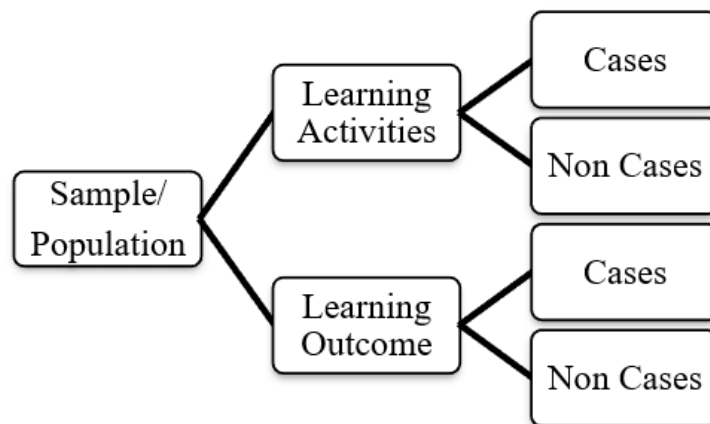 Sample/
Population
Learning
Activities
Cases
Non Cases
Learning
Outcome
Cases
Non Cases